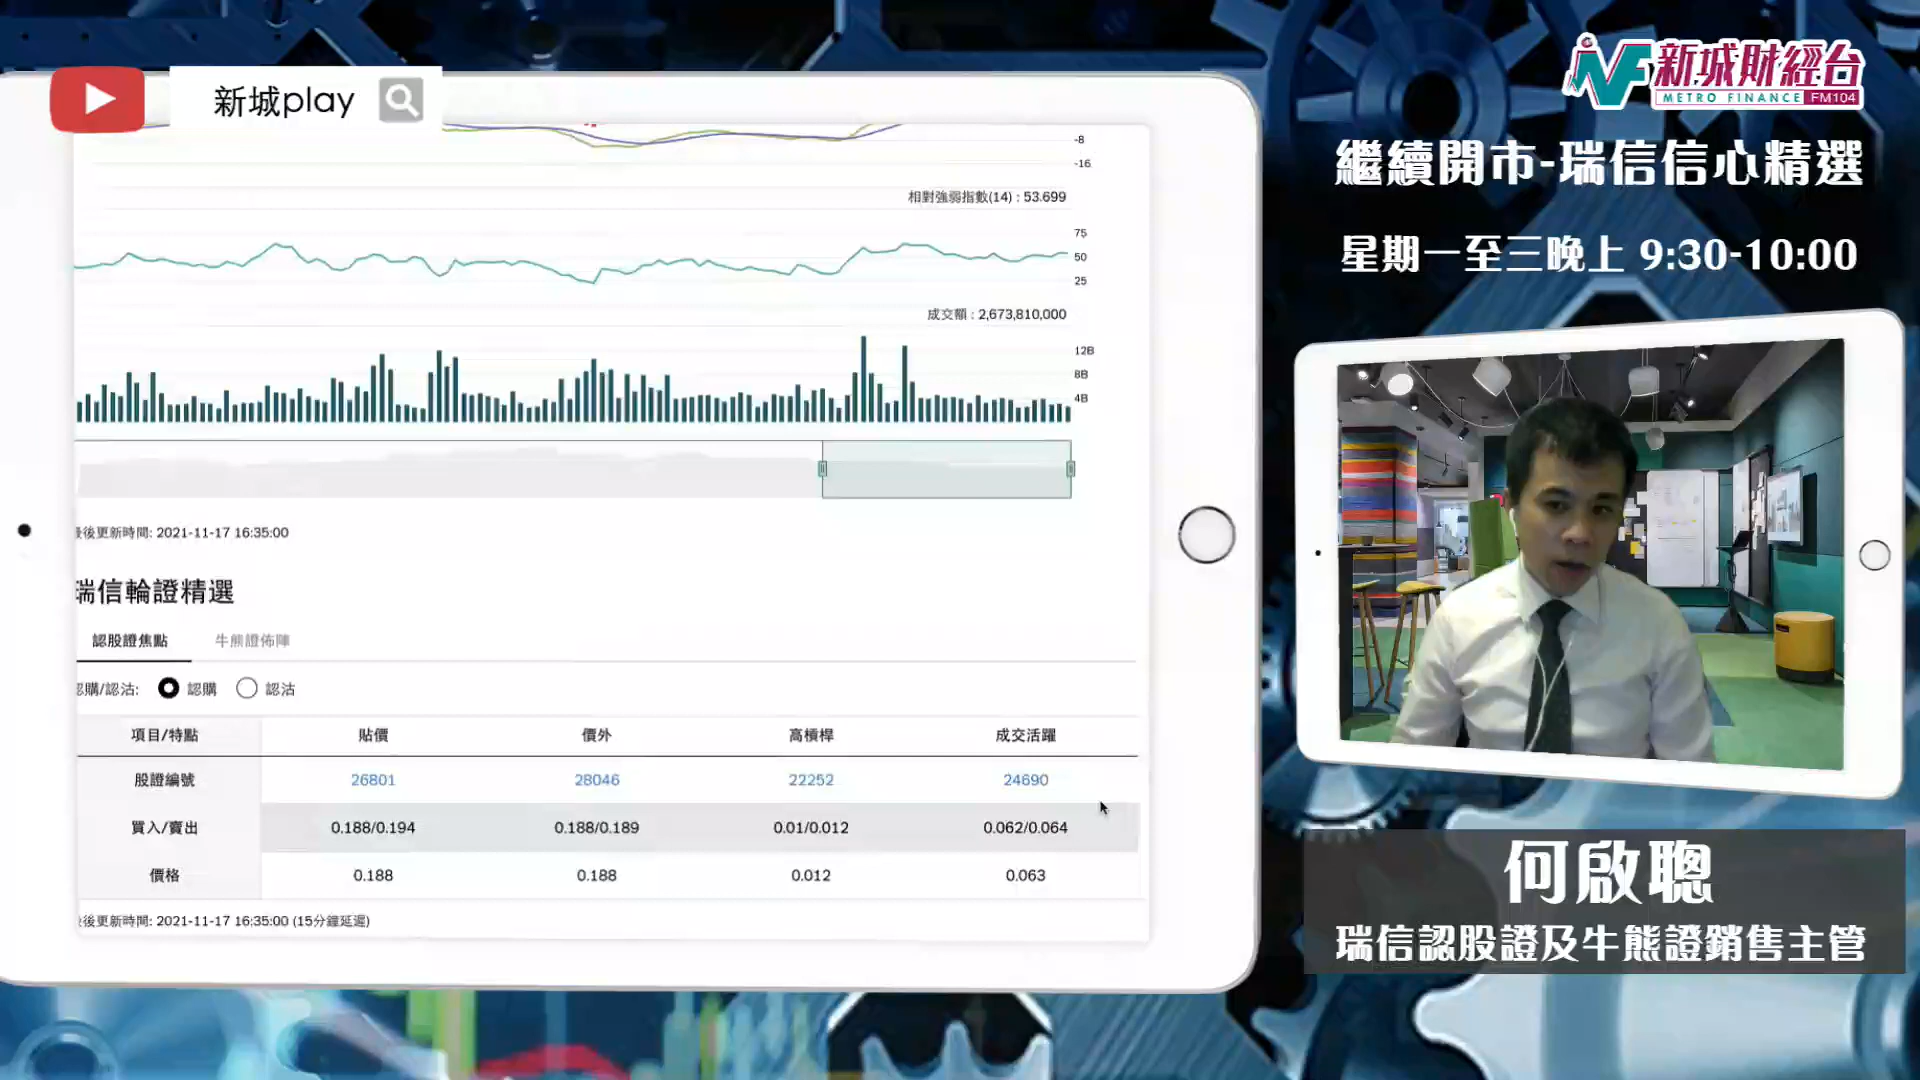 新城play
新城財經台
METRO FINANCE FM104
繼續開市-瑞信信心精選
星期一至三晚上 9:30-10:00
-8
-16
相對強弱指數(14) : 53.699
75
50
25
成交額 : 2,673,810,000
12B
8B
4B
最後更新時間: 2021-11-17 16:35:00
瑞信輪證精選
認股證焦點 牛熊證佈陣
認購/認沽: 認購 認沽
項目/特點 貼價 價外 高槓桿 成交活躍
股證編號 26801 28046 22252 24690
買入/賣出 0.188/0.194 0.188/0.189 0.01/0.012 0.062/0.064
價格 0.188 0.188 0.012 0.063
最後更新時間: 2021-11-17 16:35:00 (15分鐘延遲)
何啟聰
瑞信認股證及牛熊證銷售主管